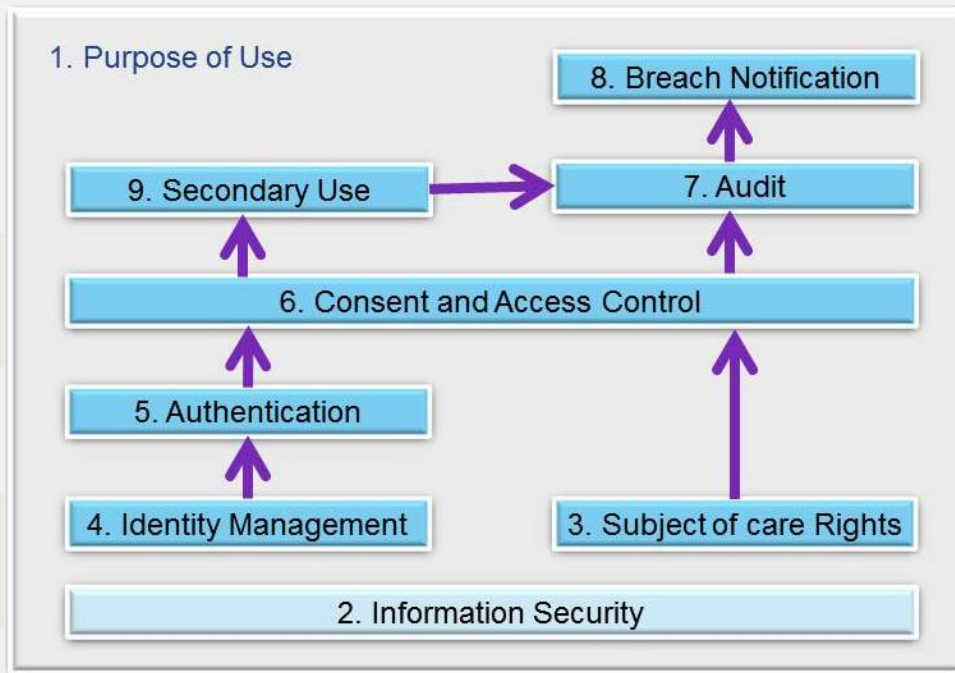 1. Purpose of Use
8. Breach Notification
9. Secondary Use
7. Audit
6. Consent and Access Control
5. Authentication
4. Identity Management
3. Subject of care Rights
2. Information Security